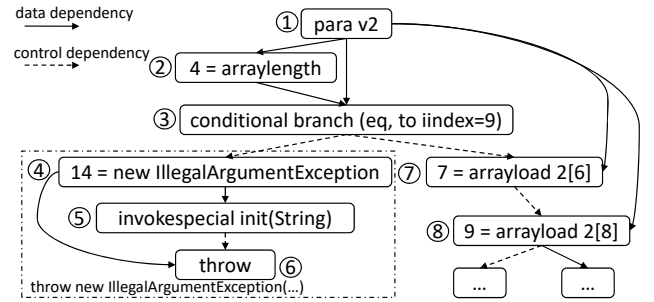 data dependency
① para v2
control dependency
② 4 = arraylength
③ conditional branch (eq, to iindex=9)
④ 14 = new IllegalArgumentException
⑦ 7 = arrayload 2[6]
⑤ invokespecial init(String)
⑧ 9 = arrayload 2[8]
throw ⑥
... ...
throw new IllegalArgumentException(...)